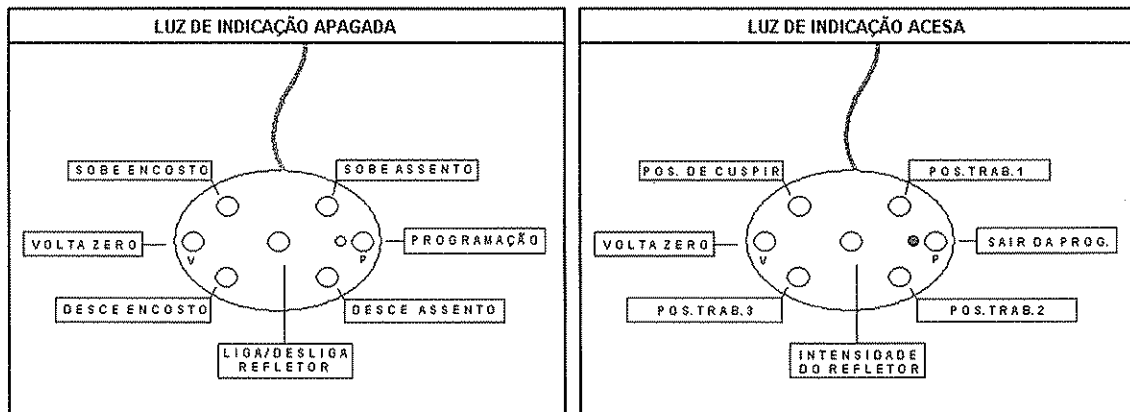 LUZ DE INDICAÇÃO APAGADA
SOBE ENCOSTO
SOBE ASSENTO
VOLTA ZERO
PROGRAMAÇÃO
V
P
DESCE ENCOSTO
DESCE ASSENTO
LIGA/DESLIGA
REFLETOR
LUZ DE INDICAÇÃO ACESA
POS. DE CUSPIR
POS.TRAB.1
VOLTA ZERO
SAIR DA PROG.
V
P
POS.TRAB.3
POS.TRAB.2
INTENSIDADE
DO REFLETOR